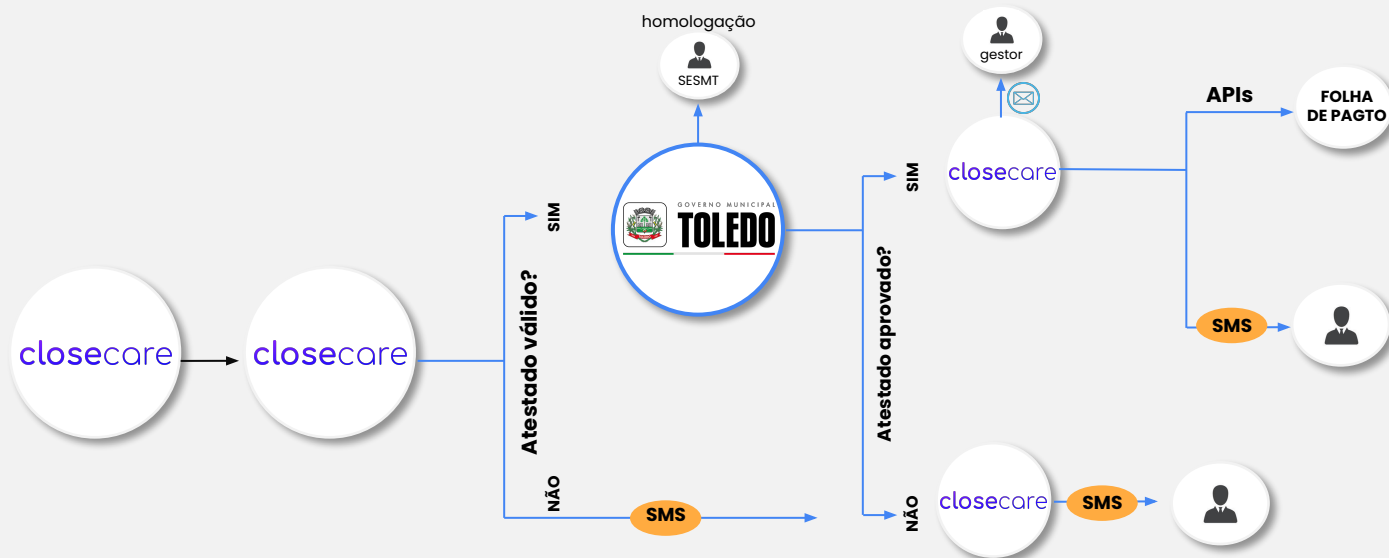 homologação
SESMT
gestor
APIs
FOLHA
DE PAGTO
closecare
SIM
GOVERNO MUNICIPAL
TOLEDO
SIM
Atestado válido?
Atestado aprovado?
SMS
closecare
closecare
NÃO
SMS
NÃO
closecare
SMS